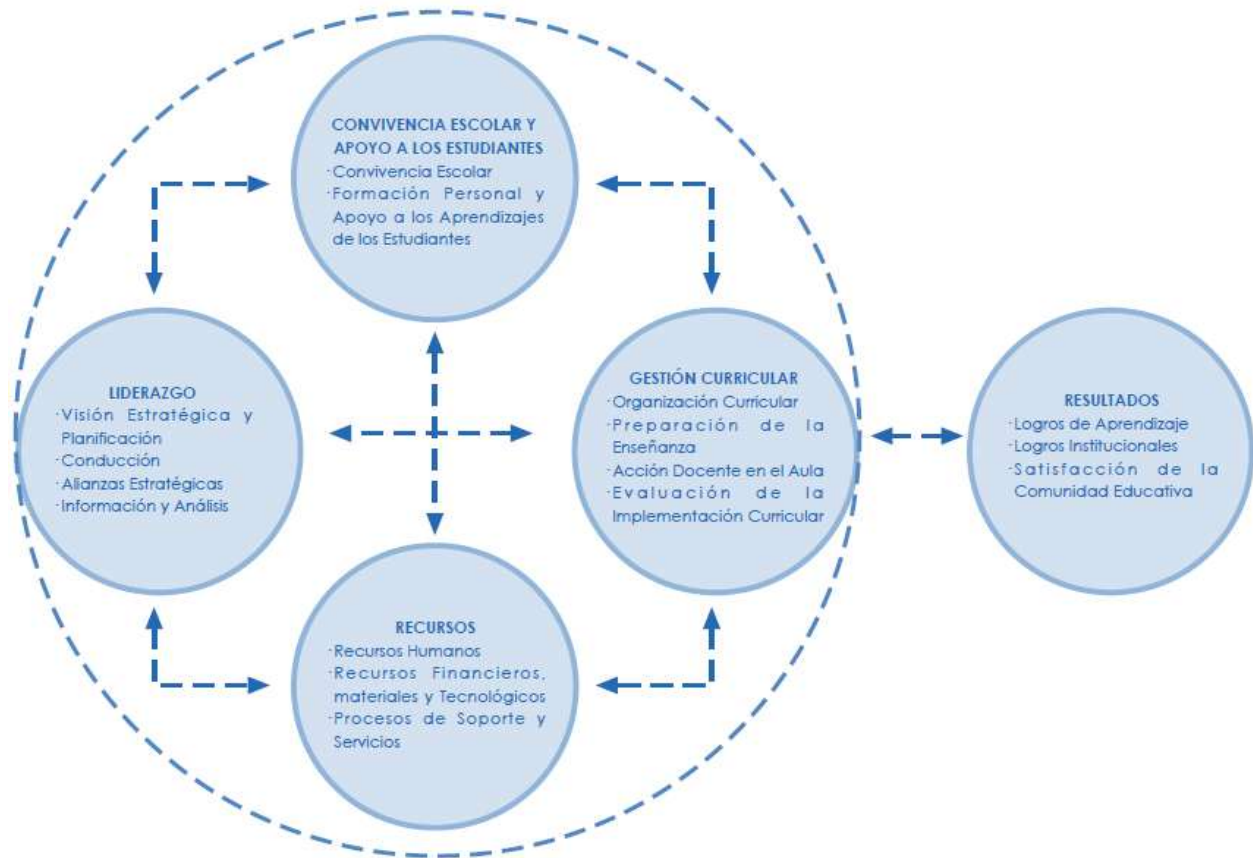 CONVIVENCIA ESCOLAR Y
APOYO A LOS ESTUDIANTES
·Convivencia Escolar
·Formación Personal y
Apoyo a los Aprendizajes
de los Estudiantes
LIDERAZGO
·Visión Estratégica y
Planificación
·Conducción
·Alianzas Estratégicas
·Información y Análisis
GESTIÓN CURRICULAR
·Organización Curricular
·Preparación de la
Enseñanza
·Acción Docente en el Aula
·Evaluación de la
Implementación Curricular
RESULTADOS
·Logros de Aprendizaje
·Logros Institucionales
·Satisfacción de la
Comunidad Educativa
RECURSOS
·Recursos Humanos
·Recursos Financieros,
materiales y Tecnológicos
·Procesos de Soporte y
Servicios